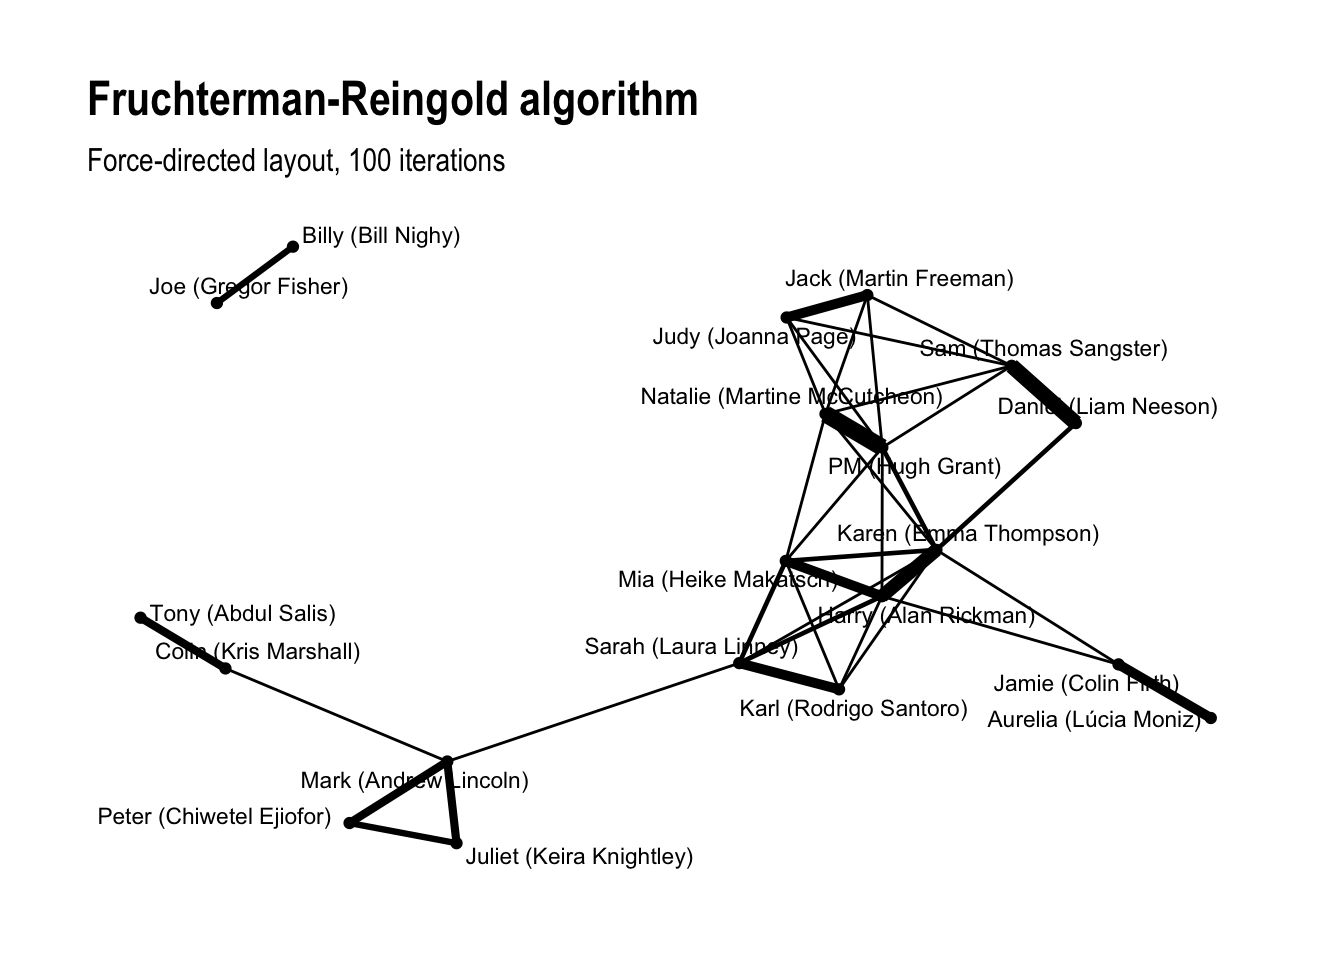 Fruchterman-Reingold algorithm
Force-directed layout, 100 iterations
Billy (Bill Nighy)
Joe (Gregor Fisher)
Jack (Martin Freeman)
Judy (Joanna Page)
Sam (Thomas Sangster)
Natalie (Martine McCutcheon)
Daniel (Liam Neeson)
PM (Hugh Grant)
Karen (Emma Thompson)
Mia (Heike Makatsch)
Harry (Alan Rickman)
Tony (Abdul Salis)
Colin (Kris Marshall)
Sarah (Laura Linney)
Jamie (Colin Firth)
Karl (Rodrigo Santoro)
Aurelia (Lúcia Moniz)
Mark (Andrew Lincoln)
Peter (Chiwetel Ejiofor)
Juliet (Keira Knightley)